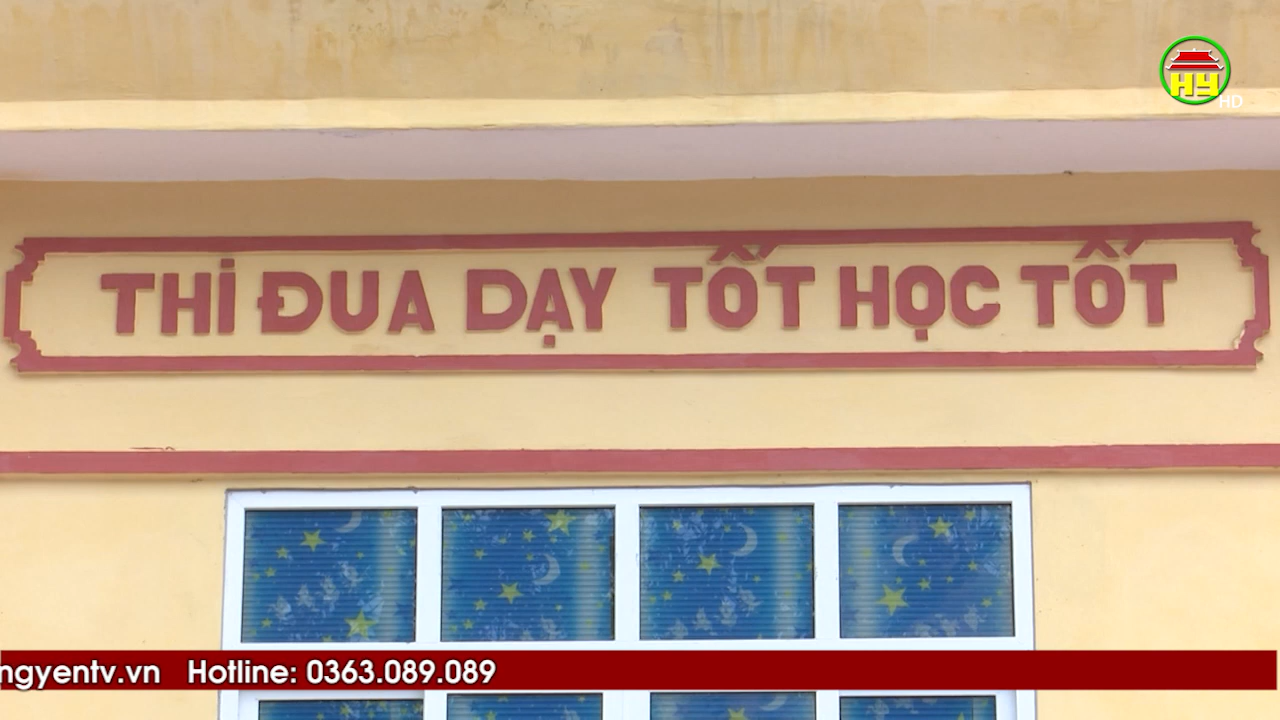 HY
HD
THI ĐUA DẠY TỐT HỌC TỐT
ngyentv.vn Hotline: 0363.089.089